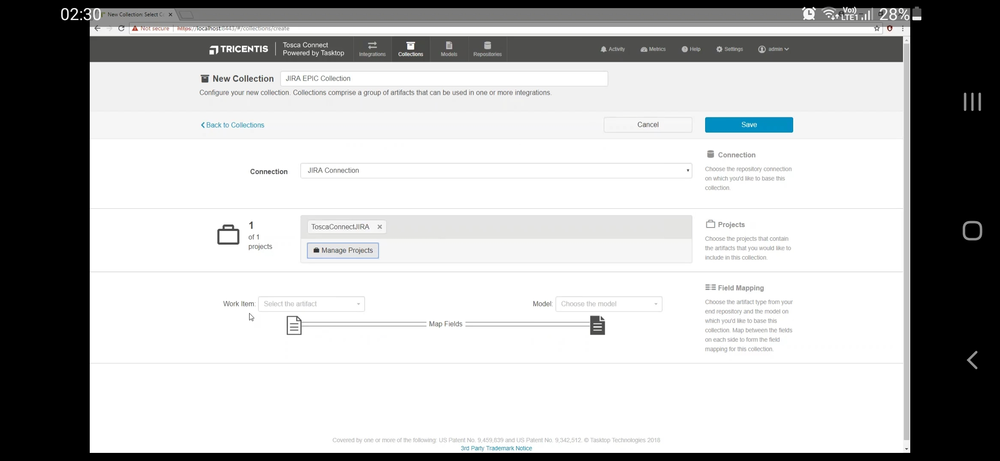 02:30
New Collection: Select Co
Vo)) LTE1
28%
Not secure
https://localhost:8443/#/collections/create
TRICENTIS
Tosca Connect
Powered by Tasktop
Integrations
Collections
Models
Repositories
Activity
Metrics
Help
Settings
admin
New Collection
JIRA EPIC Collection
Configure your new collection. Collections comprise a group of artifacts that can be used in one or more integrations.
Back to Collections
Cancel
Save
Connection
JIRA Connection
Connection
Choose the repository connection
on which you'd like to base this
collection.
1
of 1
projects
ToscaConnectJIRA
Manage Projects
Projects
Choose the projects that contain
the artifacts that you would like to
include in this collection.
Work Item:
Select the artifact
Model:
Choose the model
Map Fields
Field Mapping
Choose the artifact type from your
end repository and the model on
which you'd like to base this
collection. Map between the fields
on each side to form the field
mapping for this collection.
Covered by one or more of the following: US Patent No. 9,459,839 and US Patent No. 9,342,512. © Tasktop Technologies 2018
3rd Party Trademark Notice